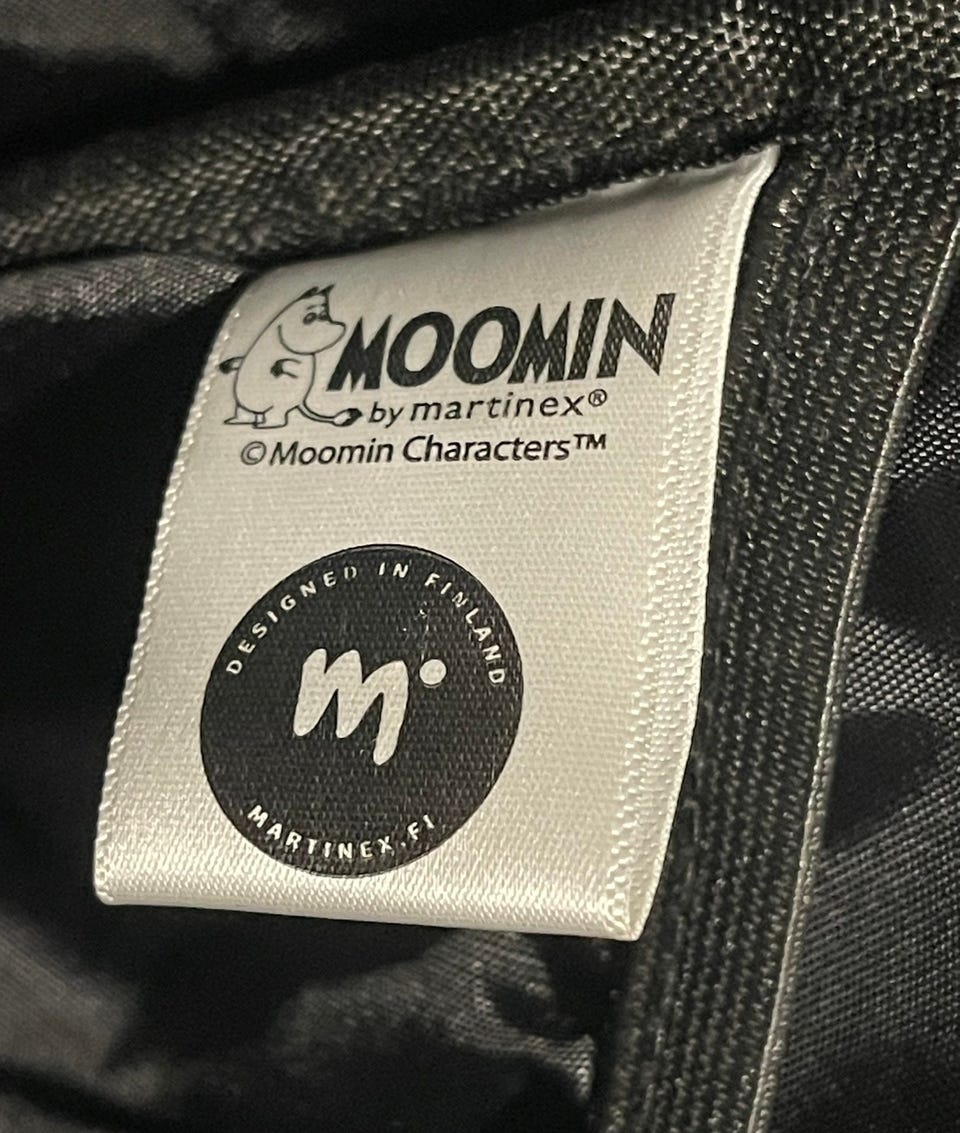 MOOMIN
by martinex®
©Moomin Characters™
DESIGNED IN FINLAND
m
MARTINEX.FI